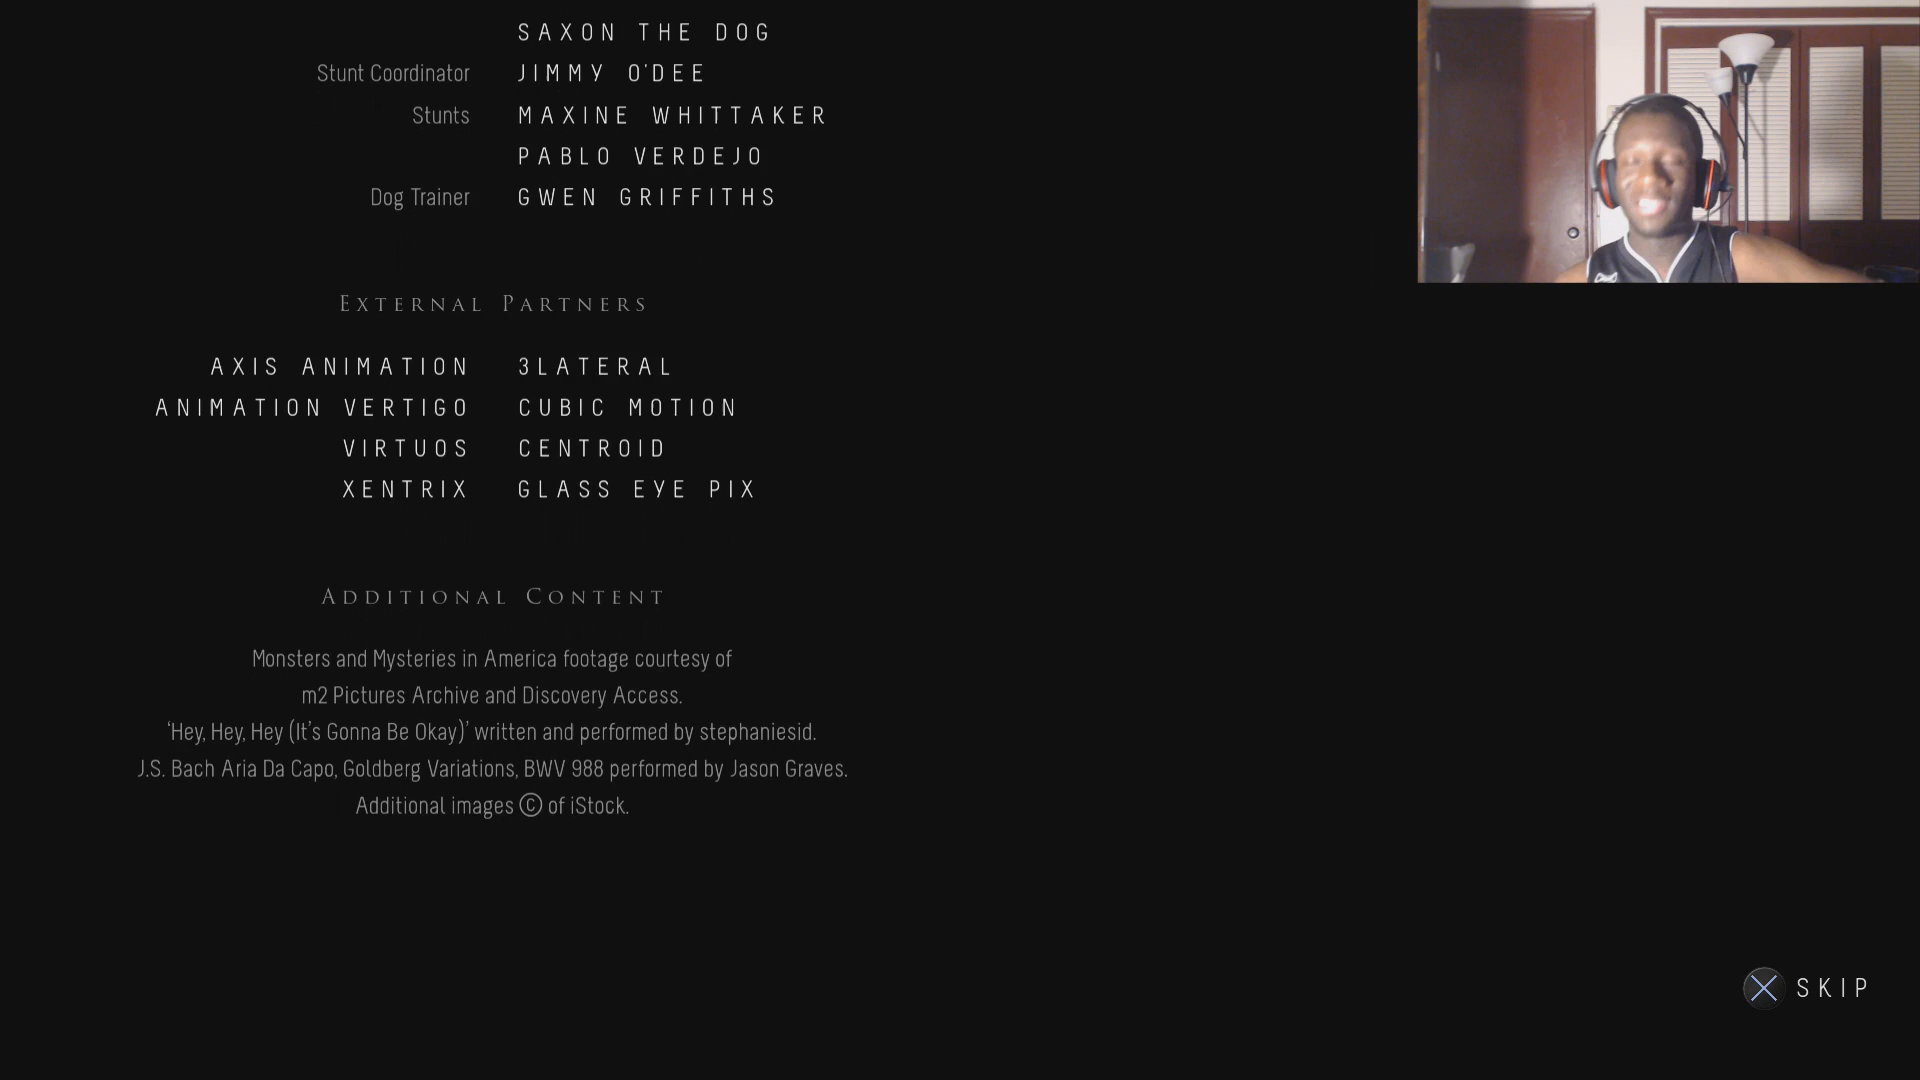 SAXON THE DOG
Stunt Coordinator JIMMY O'DEE
Stunts MAXINE WHITTAKER
PABLO VERDEJO
Dog Trainer GWEN GRIFFITHS
EXTERNAL PARTNERS
AXIS ANIMATION 3LATERAL
ANIMATION VERTIGO CUBIC MOTION
VIRTUOS CENTROID
XENTRIX GLASS EYE PIX
ADDITIONAL CONTENT
Monsters and Mysteries in America footage courtesy of
m2 Pictures Archive and Discovery Access.
‘Hey, Hey, Hey (It’s Gonna Be Okay)’ written and performed by stephaniesid.
J.S. Bach Aria Da Capo, Goldberg Variations, BWV 988 performed by Jason Graves.
Additional images © of iStock.
SKIP